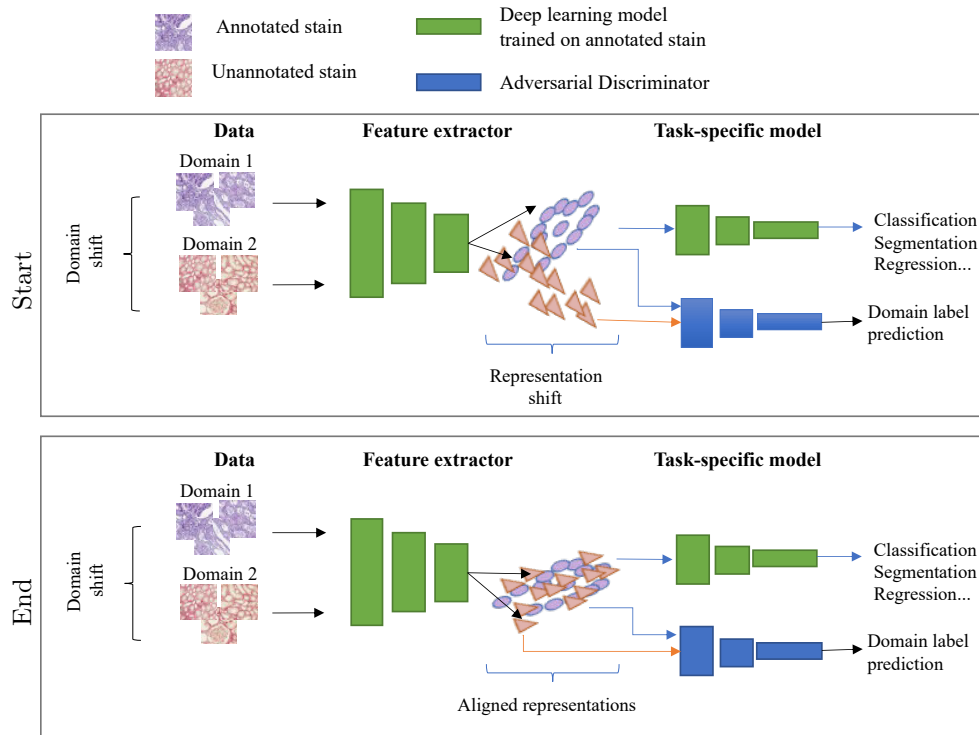 Annotated stain
Unannotated stain
Deep learning model
trained on annotated stain
Adversarial Discriminator
Start
Data
Feature extractor
Task-specific model
Domain
shift
Domain 1
Domain 2
Classification
Segmentation
Regression...
Domain label
prediction
Representation
shift
End
Data
Feature extractor
Task-specific model
Domain
shift
Domain 1
Domain 2
Classification
Segmentation
Regression...
Domain label
prediction
Aligned representations